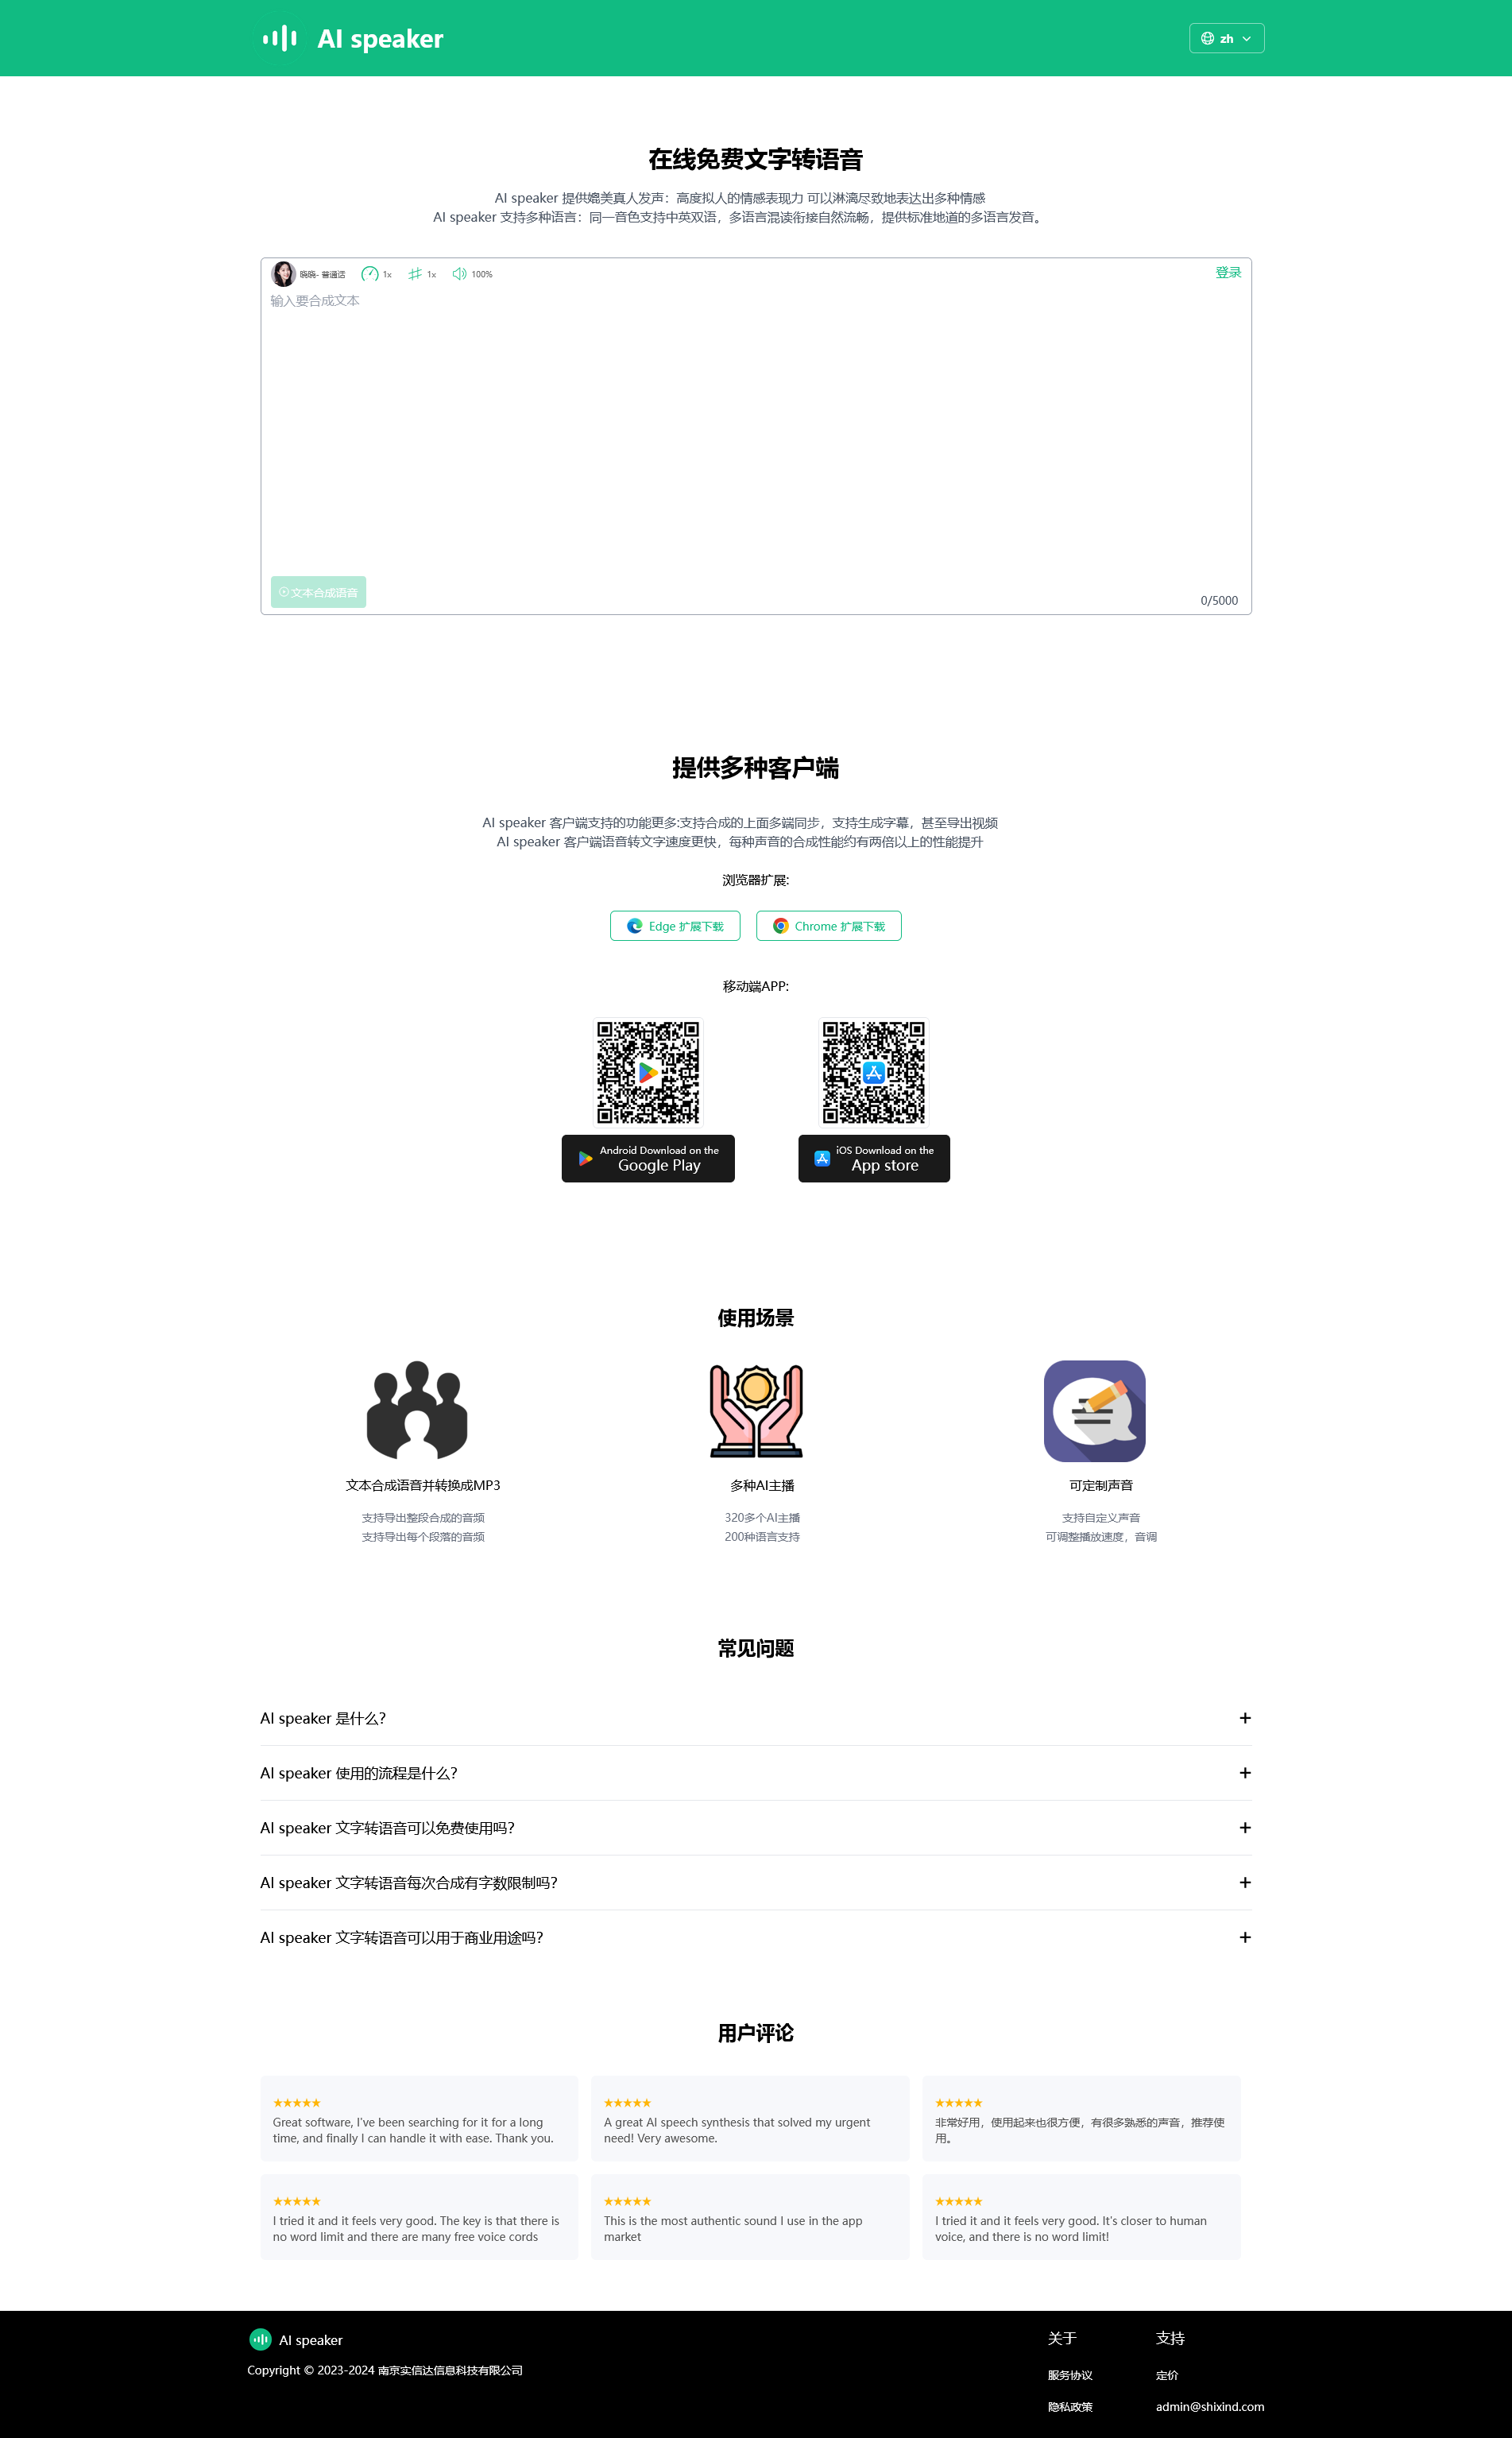 AI speaker
zh
在线免费文字转语音
AI speaker 提供媲美真人发声：高度拟人的情感表现力 可以淋漓尽致地表达出多种情感
AI speaker 支持多种语言：同一音色支持中英双语，多语言混读衔接自然流畅，提供标准地道的多语言发音。
晓晓- 普通话 1x 1x 100%
登录
输入要合成文本
文本合成语音
0/5000
提供多种客户端
AI speaker 客户端支持的功能更多:支持合成的上面多端同步，支持生成字幕，甚至导出视频
AI speaker 客户端语音转文字速度更快，每种声音的合成性能约有两倍以上的性能提升
浏览器扩展:
Edge 扩展下载
Chrome 扩展下载
移动端APP:
Android Download on the
Google Play
iOS Download on the
App store
使用场景
文本合成语音并转换成MP3
支持导出整段合成的音频
支持导出每个段落的音频
多种AI主播
320多个AI主播
200种语言支持
可定制声音
支持自定义声音
可调整播放速度，音调
常见问题
AI speaker 是什么？
AI speaker 使用的流程是什么？
AI speaker 文字转语音可以免费使用吗？
AI speaker 文字转语音每次合成有字数限制吗？
AI speaker 文字转语音可以用于商业用途吗？
用户评论
★★★★★
Great software, I've been searching for it for a long
time, and finally I can handle it with ease. Thank you.
★★★★★
A great AI speech synthesis that solved my urgent
need! Very awesome.
★★★★★
非常好用，使用起来也很方便，有很多熟悉的声音，推荐使
用。
★★★★★
I tried it and it feels very good. The key is that there is
no word limit and there are many free voice cords
★★★★★
This is the most authentic sound I use in the app
market
★★★★★
I tried it and it feels very good. It's closer to human
voice, and there is no word limit!
AI speaker
Copyright © 2023-2024 南京实信达信息科技有限公司
关于
服务协议
隐私政策
支持
定价
admin@shixind.com